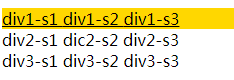 div1-s1 div1-s2 div1-s3
div2-s1 dic2-s2 div2-s3
div3-s1 div3-s2 div3-s3